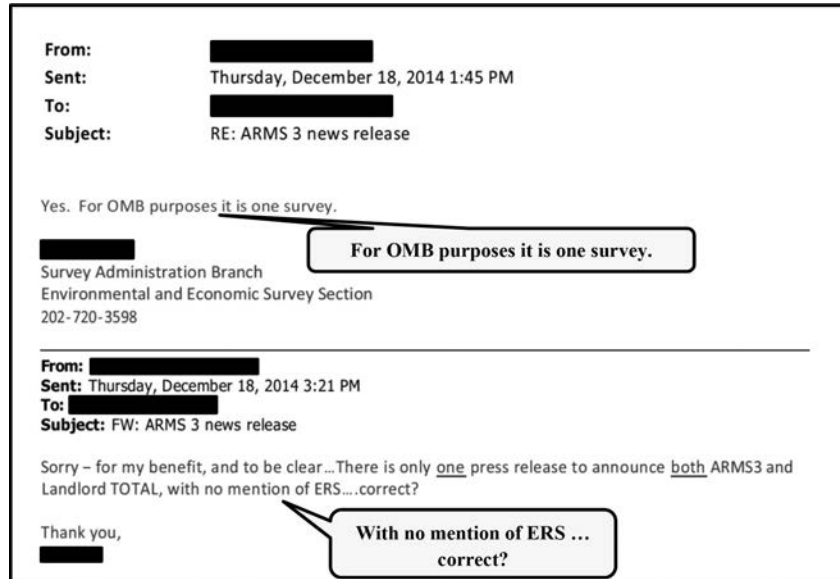 From:
Sent: Thursday, December 18, 2014 1:45 PM
To:
Subject: RE: ARMS 3 news release
Yes. For OMB purposes it is one survey.
For OMB purposes it is one survey.
Survey Administration Branch
Environmental and Economic Survey Section
202-720-3598
From:
Sent: Thursday, December 18, 2014 3:21 PM
To:
Subject: FW: ARMS 3 news release
Sorry – for my benefit, and to be clear...There is only one press release to announce both ARMS3 and
Landlord TOTAL, with no mention of ERS....correct?
With no mention of ERS …
correct?
Thank you,